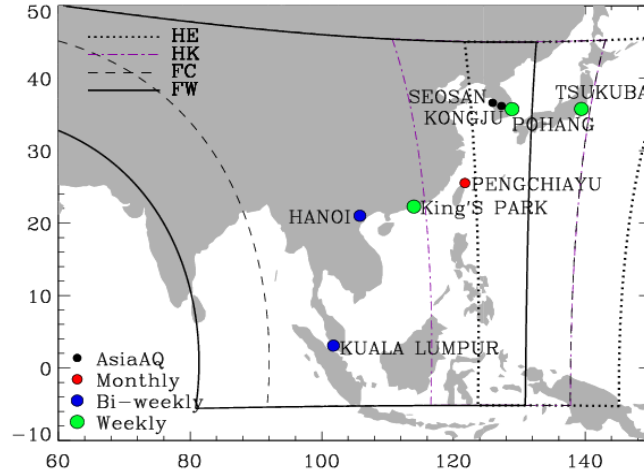 50
HE
HK
FC
FW
40
SEOSAN
TSUKUBA
KONGJU
POHANG
30
PENGCHIAYU
HANOI
King'S PARK
20
10
KUALA LUMPUR
AsiaAQ
0
Monthly
Bi-weekly
Weekly
-10
60 80 100 120 140